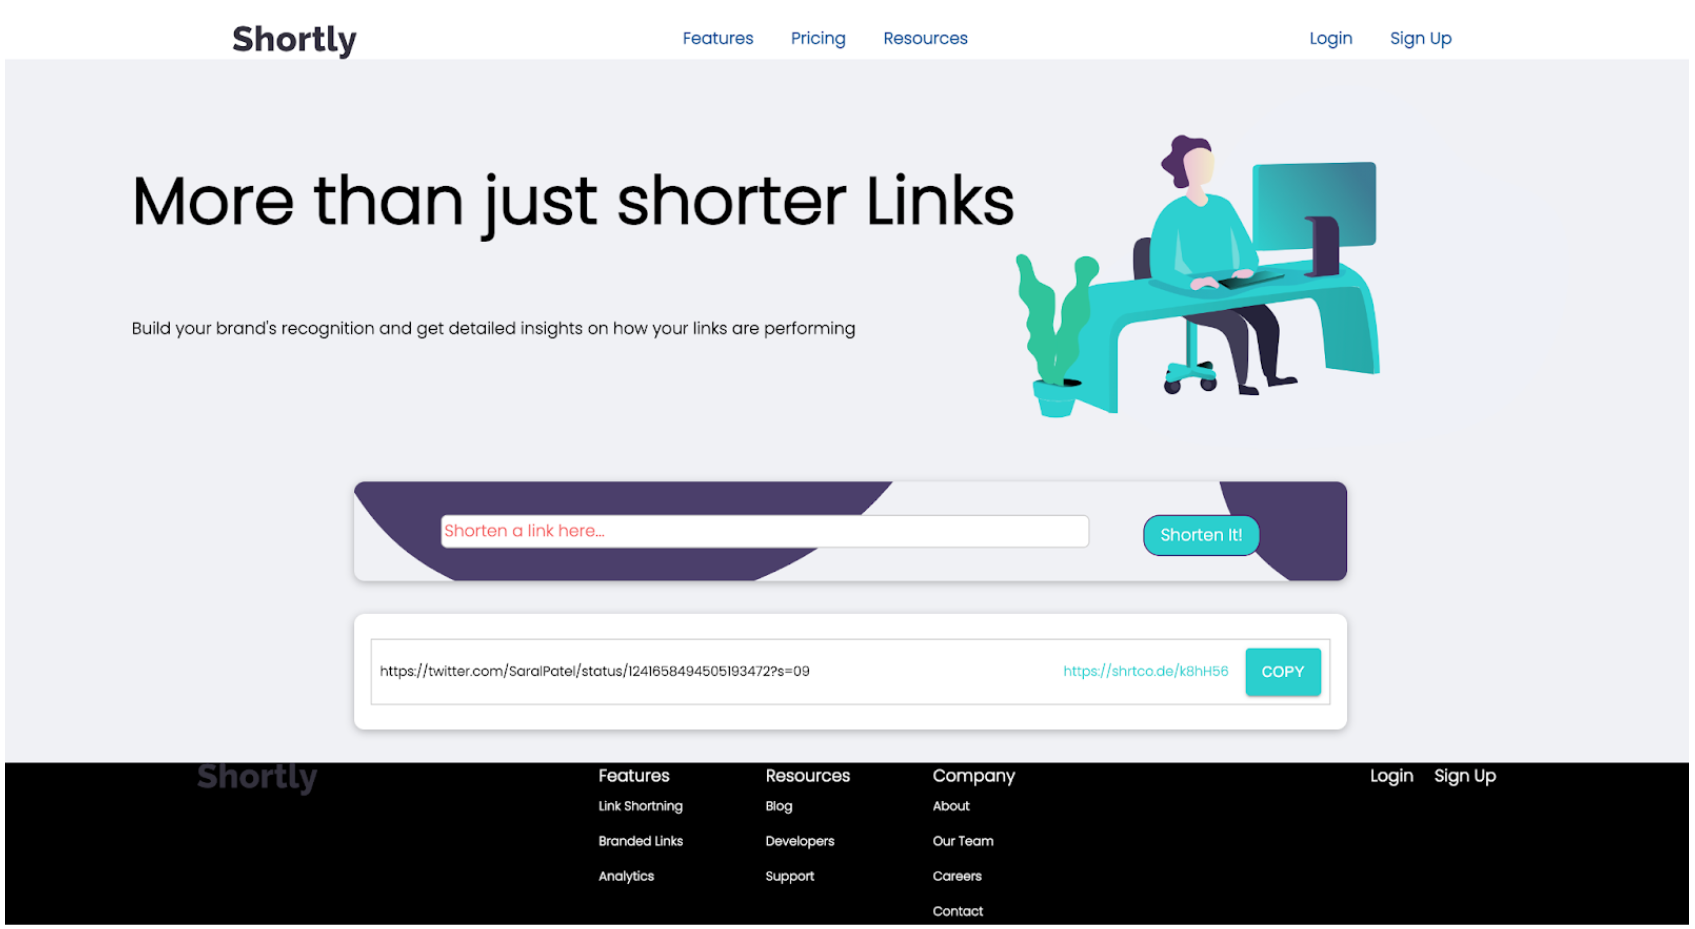 Shortly
Features Pricing Resources
Login Sign Up
More than just shorter Links
Build your brand's recognition and get detailed insights on how your links are performing
Shorten a link here...
Shorten It!
https://twitter.com/SaralPatel/status/1241658494505193472?s=09
https://shrtco.de/k8hH56
COPY
Shortly
Features
Link Shortning
Branded Links
Analytics
Resources
Blog
Developers
Support
Company
About
Our Team
Careers
Contact
Login Sign Up